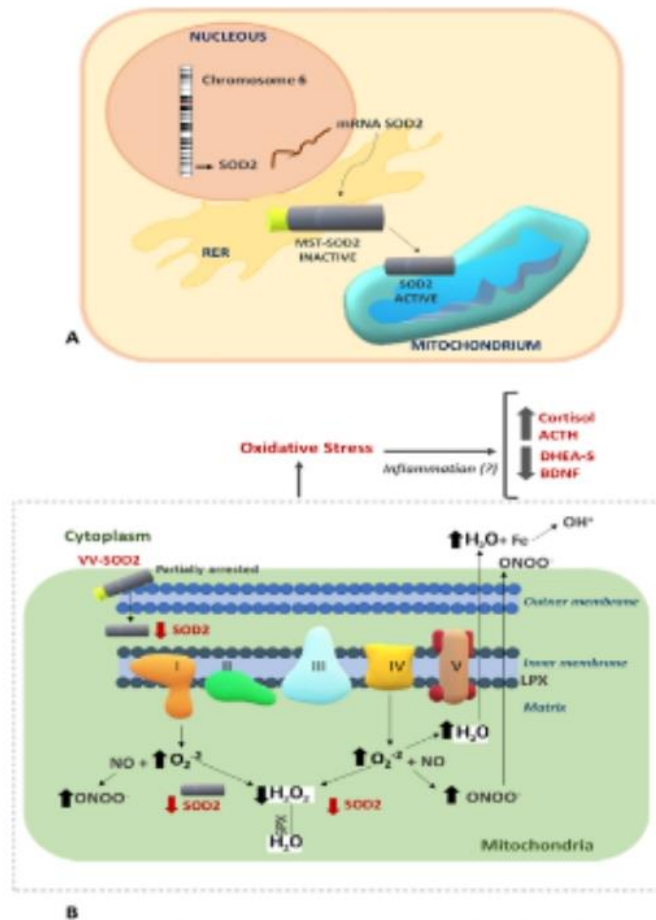 NUCLEOUS
Chromosome 6
mRNA SOD2
SOD2
RER
MST-SOD2
INACTIVE
SOD2
ACTIVE
MITOCHONDRIUM
A
Cortisol
ACTH
Oxidative Stress
Inflammation (?)
DHEA-S
BDNF
Cytoplasm
VV-SOD2
Partially arrested
H₂O + Fe
OH•
ONOO⁻
Outner membrane
SOD2
I
II
III
IV
V
Inner membrane
LPX
Matrix
H₂O
NO + O₂⁻²
O₂⁻² + NO
ONOO⁻
SOD2
H₂O₂
SOD2
ONOO⁻
GPX
H₂O
Mitochondria
B